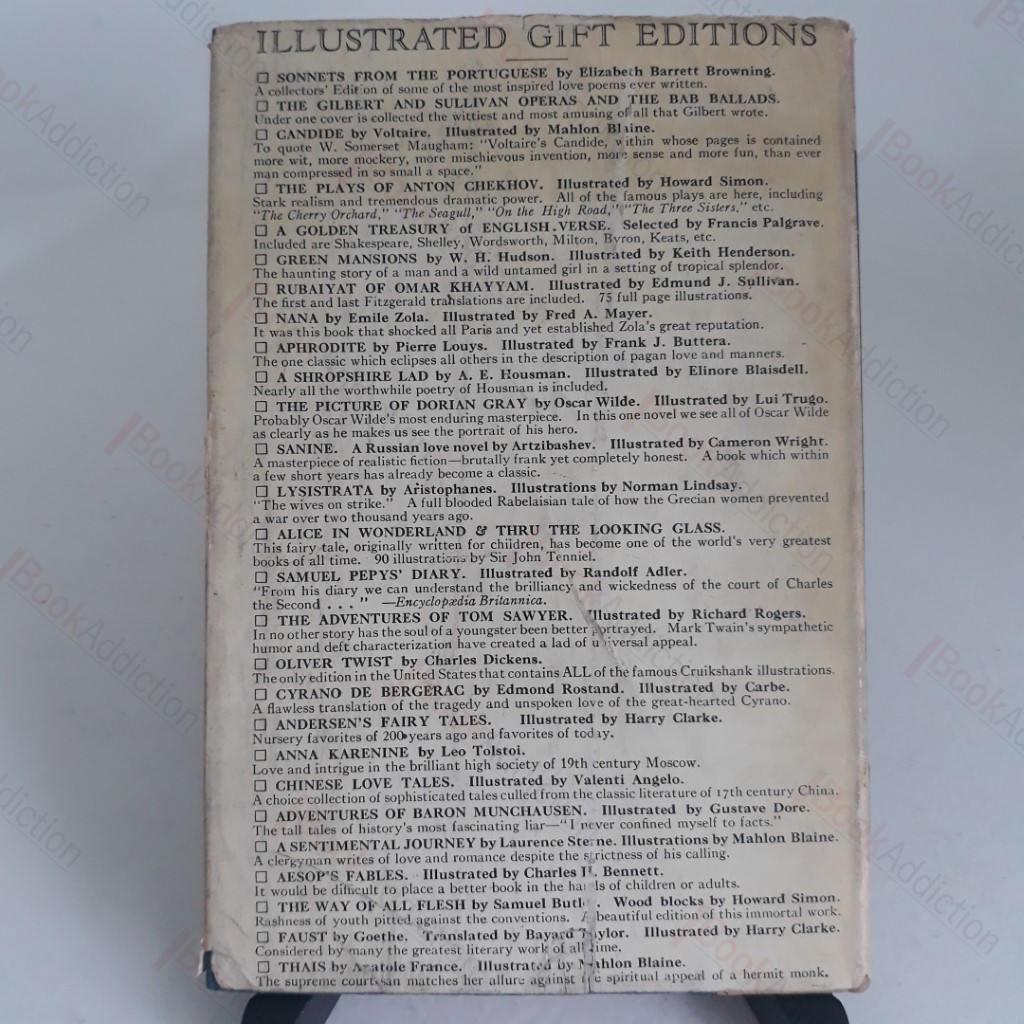 ILLUSTRATED GIFT EDITIONS
☐ SONNETS FROM THE PORTUGUESE by Elizabeth Barrett Browning.
A collectors' Edition of some of the most inspired love poems ever written.
☐ THE GILBERT AND SULLIVAN OPERAS AND THE BAB BALLADS.
Under one cover is collected the wittiest and most amusing of all that Gilbert wrote.
☐ CANDIDE by Voltaire. Illustrated by Mahlon Blaine.
To quote W. Somerset Maugham: "Voltaire's Candide, within whose pages is contained
more wit, more mockery, more mischievous invention, more sense and more fun, than ever
man compressed in so small a space."
☐ THE PLAYS OF ANTON CHEKHOV. Illustrated by Howard Simon.
Stark realism and tremendous dramatic power. All of the famous plays are here, including
"The Cherry Orchard," "The Seagull," "On the High Road," "The Three Sisters," etc.
☐ A GOLDEN TREASURY of ENGLISH VERSE. Selected by Francis Palgrave.
Included are Shakespeare, Shelley, Wordsworth, Milton, Byron, Keats, etc.
☐ GREEN MANSIONS by W. H. Hudson. Illustrated by Keith Henderson.
The haunting story of a man and a wild untamed girl in a setting of tropical splendor.
☐ RUBAIYAT OF OMAR KHAYYAM. Illustrated by Edmund J. Sullivan.
The first and last Fitzgerald translations are included. 75 full page illustrations.
☐ NANA by Emile Zola. Illustrated by Fred A. Mayer.
It was this book that shocked all Paris and yet established Zola's great reputation.
☐ APHRODITE by Pierre Louys. Illustrated by Frank J. Buttera.
The one classic which eclipses all others in the description of pagan love and manners.
☐ A SHROPSHIRE LAD by A. E. Housman. Illustrated by Elinore Blaisdell.
Nearly all the worthwhile poetry of Housman is included.
☐ THE PICTURE OF DORIAN GRAY by Oscar Wilde. Illustrated by Lui Trugo.
Probably Oscar Wilde's most enduring masterpiece. In this one novel we see all of Oscar Wilde
as clearly as he makes us see the portrait of his hero.
☐ SANINE. A Russian love novel by Artzibashev. Illustrated by Cameron Wright.
A masterpiece of realistic fiction—brutally frank yet completely honest. A book which within
a few short years has already become a classic.
☐ LYSISTRATA by Aristophanes. Illustrations by Norman Lindsay.
"The wives on strike." A full blooded Rabelaisian tale of how the Grecian women prevented
a war over two thousand years ago.
☐ ALICE IN WONDERLAND & THRU THE LOOKING GLASS.
This fairy tale, originally written for children, has become one of the world's very greatest
books of all time. 90 illustrations by Sir John Tenniel.
☐ SAMUEL PEPYS' DIARY. Illustrated by Randolf Adler.
"From his diary we can understand the brilliancy and wickedness of the court of Charles
the Second . . . " —Encyclopædia Britannica.
☐ THE ADVENTURES OF TOM SAWYER. Illustrated by Richard Rogers.
In no other story has the soul of a youngster been better portrayed. Mark Twain's sympathetic
humor and deft characterization have created a lad of universal appeal.
☐ OLIVER TWIST by Charles Dickens.
The only edition in the United States that contains ALL of the famous Cruikshank illustrations.
☐ CYRANO DE BERGERAC by Edmond Rostand. Illustrated by Carbe.
A flawless translation of the tragedy and unspoken love of the great-hearted Cyrano.
☐ ANDERSEN'S FAIRY TALES. Illustrated by Harry Clarke.
Nursery favorites of 200 years ago and favorites of today.
☐ ANNA KARENINE by Leo Tolstoi.
Love and intrigue in the brilliant high society of 19th century Moscow.
☐ CHINESE LOVE TALES. Illustrated by Valenti Angelo.
A choice collection of sophisticated tales culled from the classic literature of 17th century China.
☐ ADVENTURES OF BARON MUNCHAUSEN. Illustrated by Gustave Dore.
The tall tales of history's most fascinating liar—"I never confined myself to facts."
☐ A SENTIMENTAL JOURNEY by Laurence Sterne. Illustrations by Mahlon Blaine.
A clergyman writes of love and romance despite the strictness of his calling.
☐ AESOP'S FABLES. Illustrated by Charles H. Bennett.
It would be difficult to place a better book in the hands of children or adults.
☐ THE WAY OF ALL FLESH by Samuel Butler. Wood blocks by Howard Simon.
Rashness of youth pitted against the conventions. A beautiful edition of this immortal work.
☐ FAUST by Goethe. Translated by Bayard Taylor. Illustrated by Harry Clarke.
Considered by many the greatest literary work of all time.
☐ THAIS by Anatole France. Illustrated by Mahlon Blaine.
The supreme courtesan matches her allure against the spiritual appeal of a hermit monk.